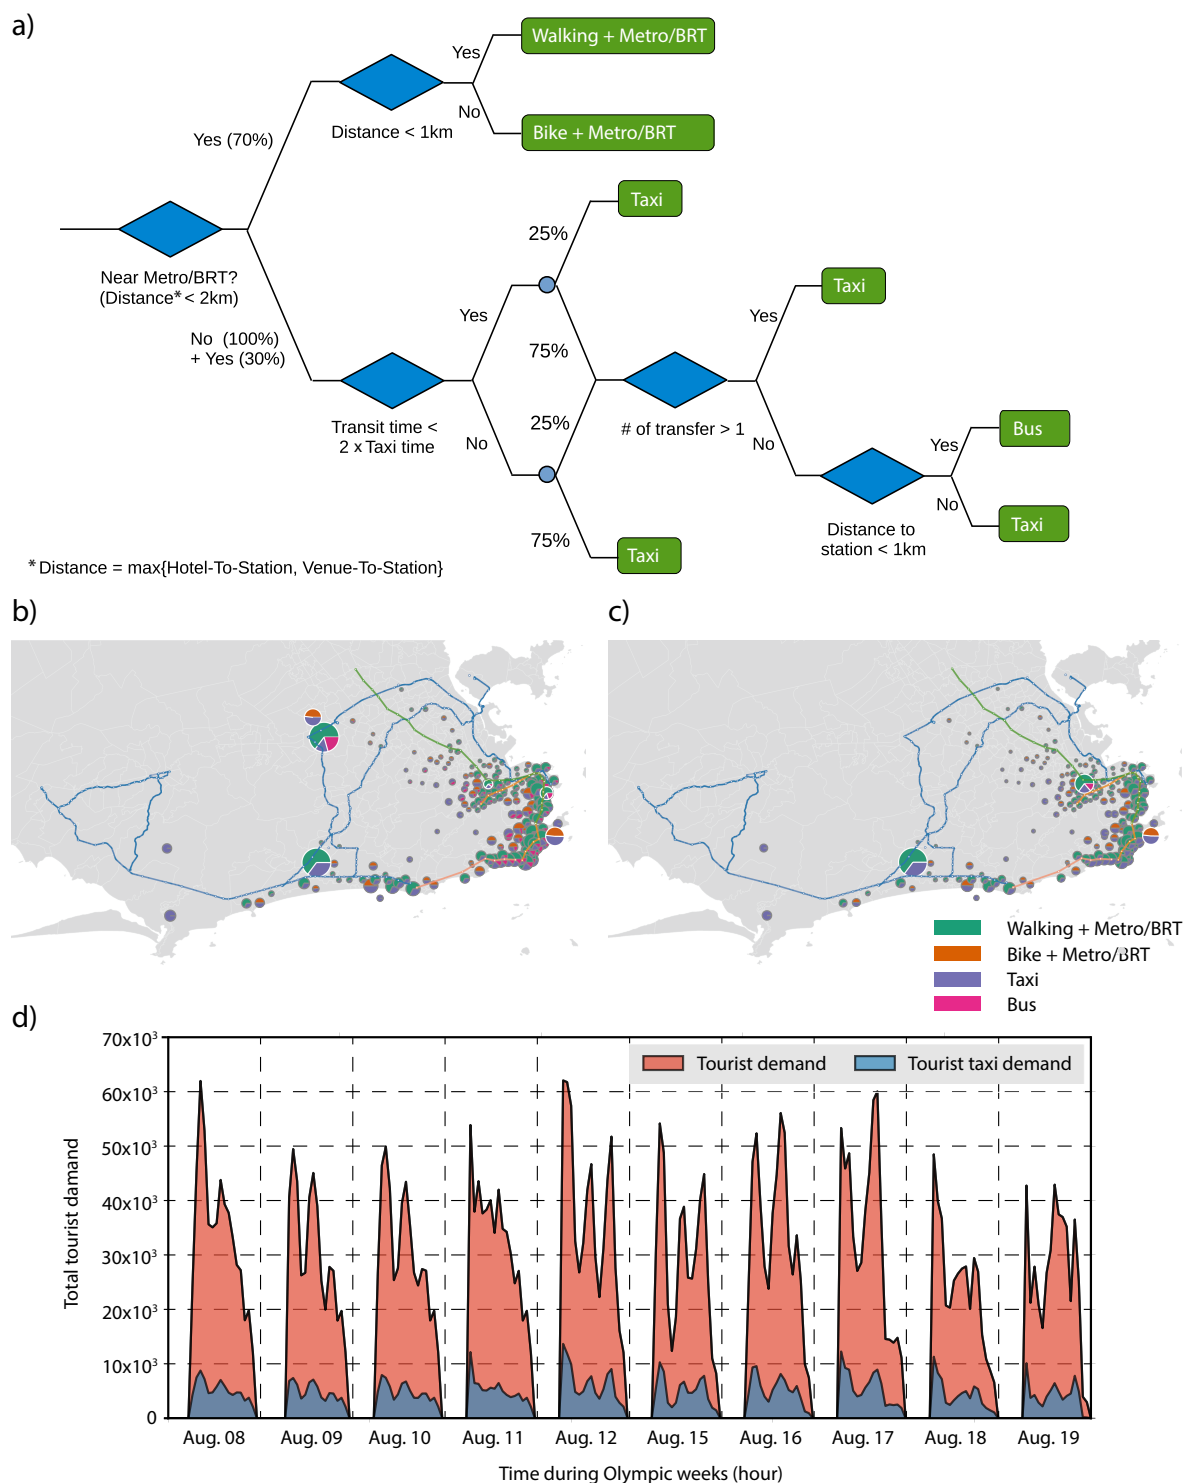 a)
Walking + Metro/BRT
Yes
No
Distance < 1km
Bike + Metro/BRT
Yes (70%)
Near Metro/BRT?
(Distance* < 2km)
No (100%)
+ Yes (30%)
Taxi
25%
Yes
75%
Taxi
Yes
Transit time <
2 x Taxi time
No
25%
# of transfer > 1
No
Yes
Bus
No
Taxi
Distance to
station < 1km
75%
Taxi
*Distance = max{Hotel-To-Station, Venue-To-Station}
b)
c)
Walking + Metro/BRT
Bike + Metro/BRT
Taxi
Bus
d)
70x10³
60x10³
50x10³
40x10³
30x10³
20x10³
10x10³
0
Total tourist damand
Tourist demand
Tourist taxi demand
Aug. 08
Aug. 09
Aug. 10
Aug. 11
Aug. 12
Aug. 15
Aug. 16
Aug. 17
Aug. 18
Aug. 19
Time during Olympic weeks (hour)